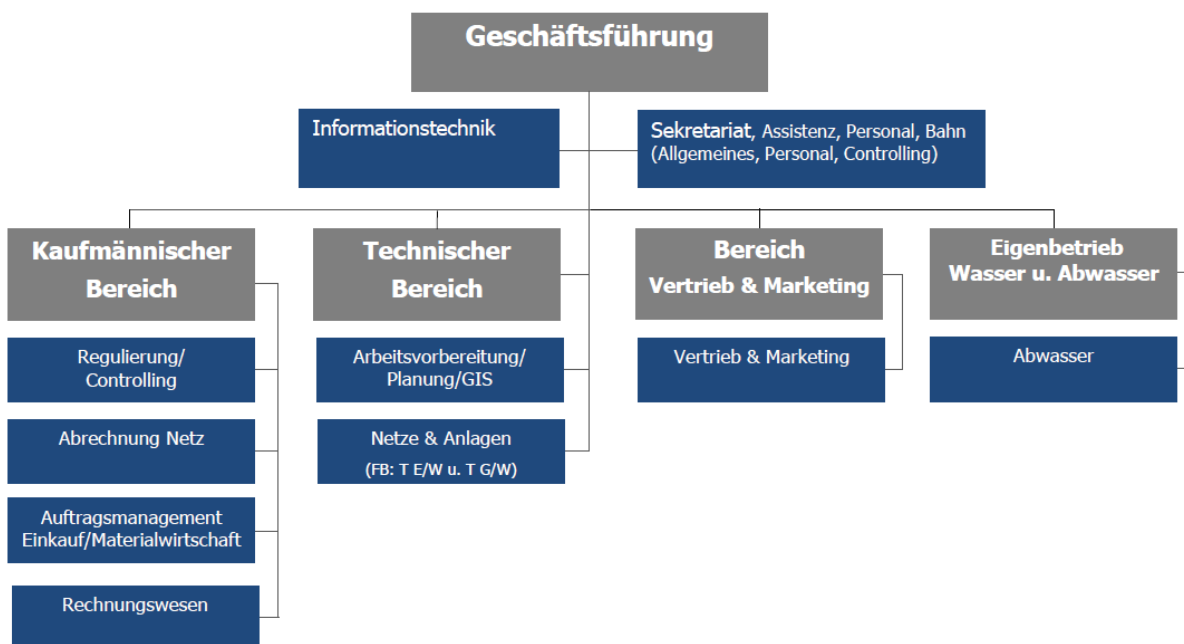 Geschäftsführung
Informationstechnik
Sekretariat, Assistenz, Personal, Bahn
(Allgemeines, Personal, Controlling)
Kaufmännischer
Bereich
Technischer
Bereich
Bereich
Vertrieb & Marketing
Eigenbetrieb
Wasser u. Abwasser
Regulierung/
Controlling
Arbeitsvorbereitung/
Planung/GIS
Vertrieb & Marketing
Abwasser
Abrechnung Netz
Netze & Anlagen
(FB: T E/W u. T G/W)
Auftragsmanagement
Einkauf/Materialwirtschaft
Rechnungswesen